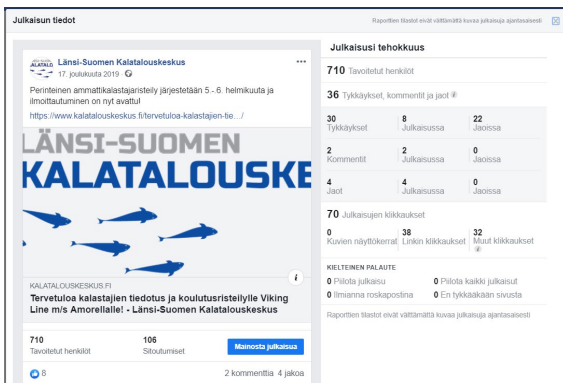 Julkaisun tiedot
Raporttien tilastot eivät välttämättä kuvaa julkaisuja ajantasaisesti
Länsi-Suomen Kalatalouskeskus
17. joulukuuta 2019
Perinteinen ammattikalastajaristeily järjestetään 5.- 6. helmikuuta ja
ilmoittautuminen on nyt avattu!
https://www.kalatalouskeskus.fi/tervetuloa-kalastajien-tie…/
LÄNSI-SUOMEN
KALATALOUSKE
KALATALOUSKESKUS.FI
Tervetuloa kalastajien tiedotus ja koulutusristeilylle Viking
Line m/s Amorellalle! - Länsi-Suomen Kalatalouskeskus
710
Tavoitetut henkilöt
106
Sitoutumiset
Mainosta julkaisua
8
2 kommenttia 4 jakoa
Julkaisusi tehokkuus
710 Tavoitetut henkilöt
36 Tykkäykset, kommentit ja jaot
30 8 22
Tykkäykset Julkaisussa Jaoissa
2 2 0
Kommentit Julkaisussa Jaoissa
4 4 0
Jaot Julkaisussa Jaoissa
70 Julkaisujen klikkaukset
0 38 32
Kuvien näyttökerrat Linkin klikkaukset Muut klikkaukset
KIELTEINEN PALAUTE
0 Piilota julkaisu 0 Piilota kaikki julkaisut
0 Ilmianna roskapostina 0 En tykkääkään sivusta
Raporttien tilastot eivät välttämättä kuvaa julkaisuja ajantasaisesti